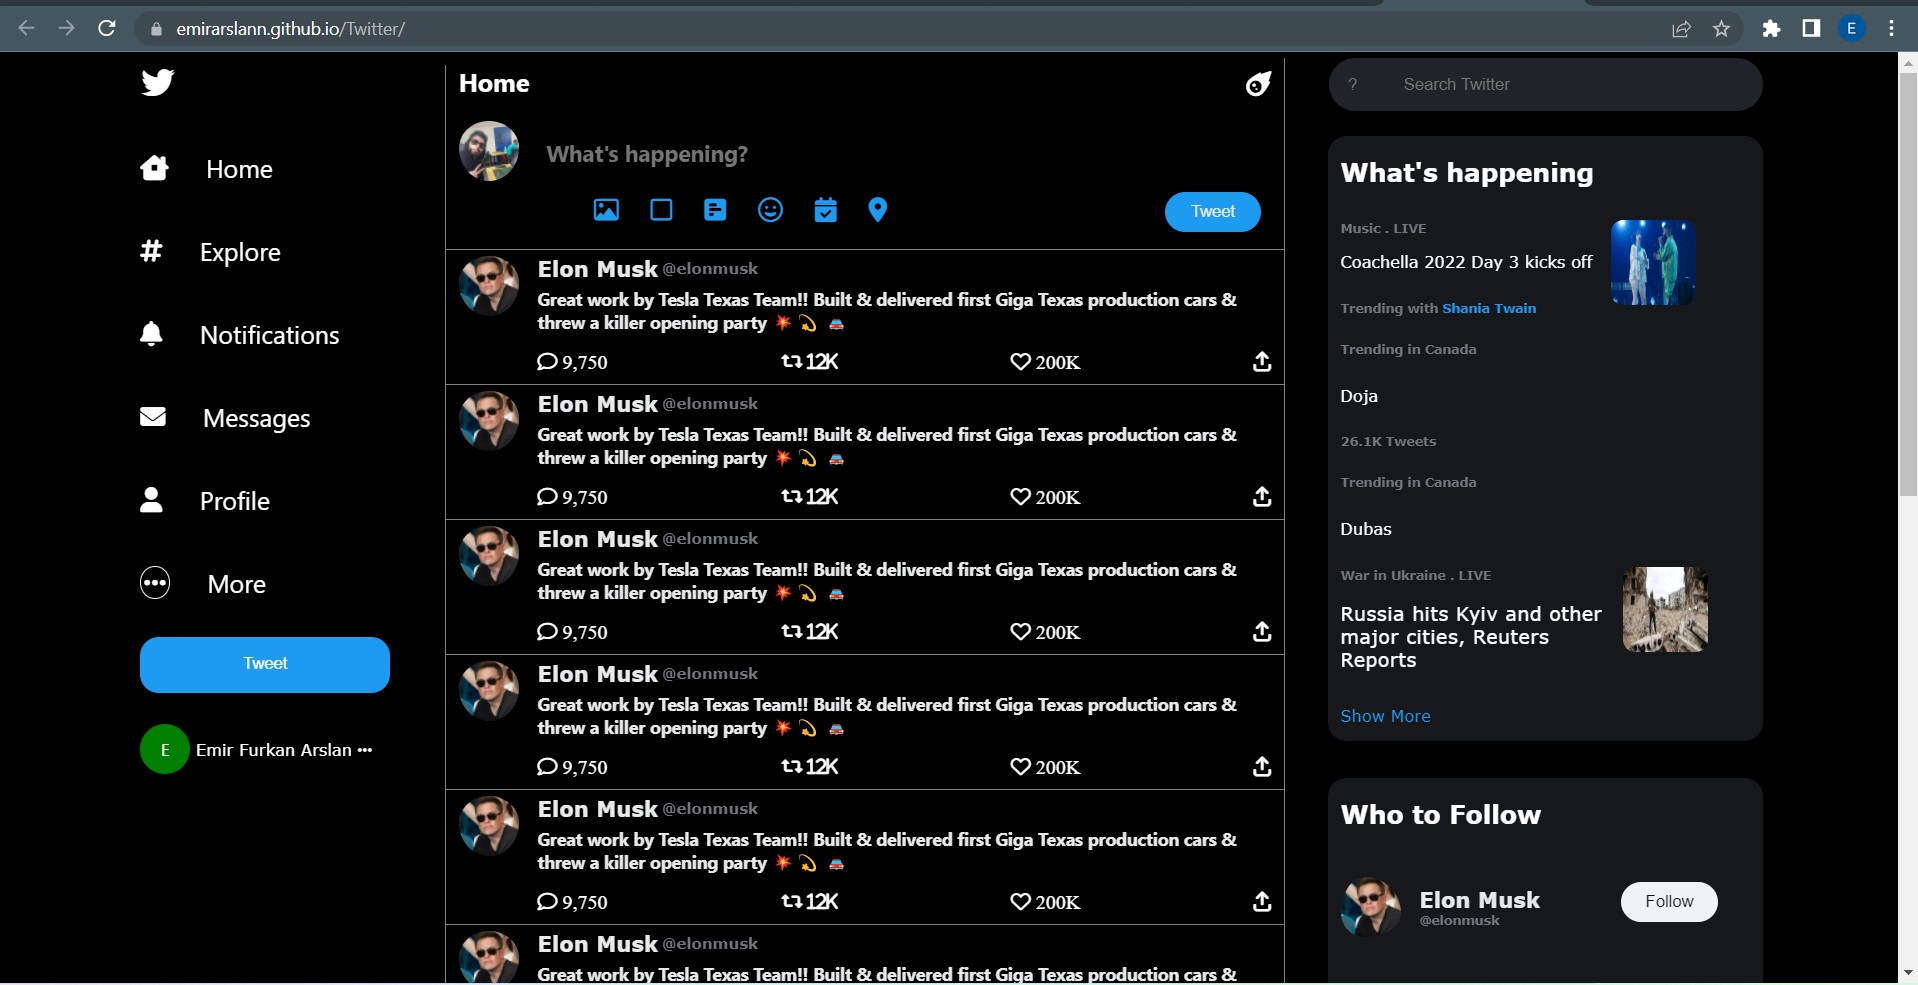 emirarslann.github.io/Twitter/
E
Home
Explore
Notifications
Messages
Profile
More
Tweet
E Emir Furkan Arslan •••
Home
What's happening?
Tweet
Elon Musk @elonmusk
Great work by Tesla Texas Team!! Built & delivered first Giga Texas production cars &
threw a killer opening party 💥 💫 🚘
9,750 12K 200K
Elon Musk @elonmusk
Great work by Tesla Texas Team!! Built & delivered first Giga Texas production cars &
threw a killer opening party 💥 💫 🚘
9,750 12K 200K
Elon Musk @elonmusk
Great work by Tesla Texas Team!! Built & delivered first Giga Texas production cars &
threw a killer opening party 💥 💫 🚘
9,750 12K 200K
Elon Musk @elonmusk
Great work by Tesla Texas Team!! Built & delivered first Giga Texas production cars &
threw a killer opening party 💥 💫 🚘
9,750 12K 200K
Elon Musk @elonmusk
Great work by Tesla Texas Team!! Built & delivered first Giga Texas production cars &
threw a killer opening party 💥 💫 🚘
9,750 12K 200K
Elon Musk @elonmusk
Great work by Tesla Texas Team!! Built & delivered first Giga Texas production cars &
? Search Twitter
What's happening
Music . LIVE
Coachella 2022 Day 3 kicks off
Trending with Shania Twain
Trending in Canada
Doja
26.1K Tweets
Trending in Canada
Dubas
War in Ukraine . LIVE
Russia hits Kyiv and other
major cities, Reuters
Reports
Show More
Who to Follow
Elon Musk
@elonmusk
Follow